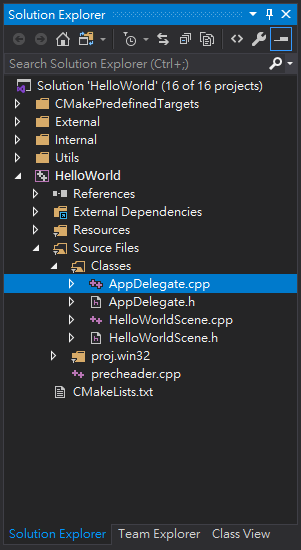 Solution Explorer
Search Solution Explorer (Ctrl+;)
Solution 'HelloWorld' (16 of 16 projects)
CMakePredefinedTargets
External
Internal
Utils
HelloWorld
References
External Dependencies
Resources
Source Files
Classes
AppDelegate.cpp
AppDelegate.h
HelloWorldScene.cpp
HelloWorldScene.h
proj.win32
precheader.cpp
CMakeLists.txt
Solution Explorer Team Explorer Class View